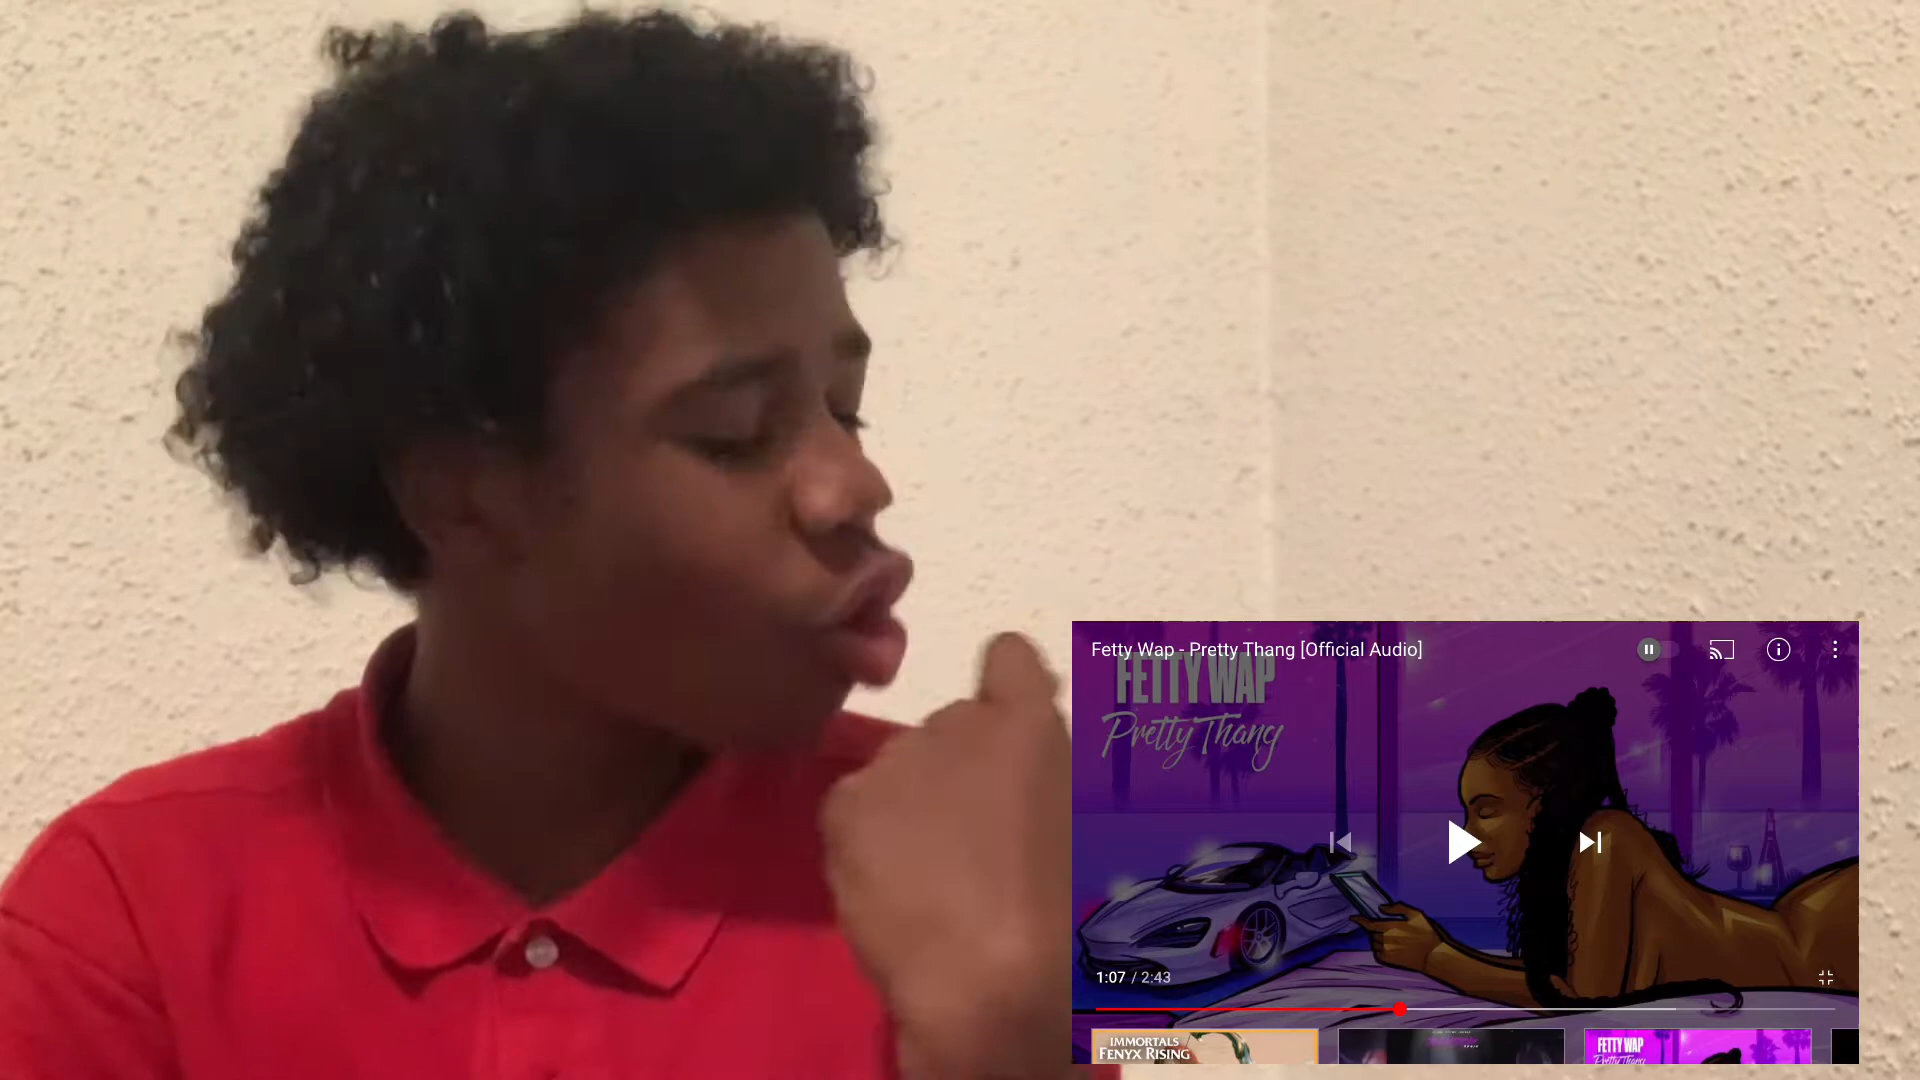 Fetty Wap - Pretty Thang [Official Audio]
FETTY WAP
Pretty Thang
1:07 / 2:43
IMMORTALS
FENYX RISING
FETTY WAP
Pretty Thang